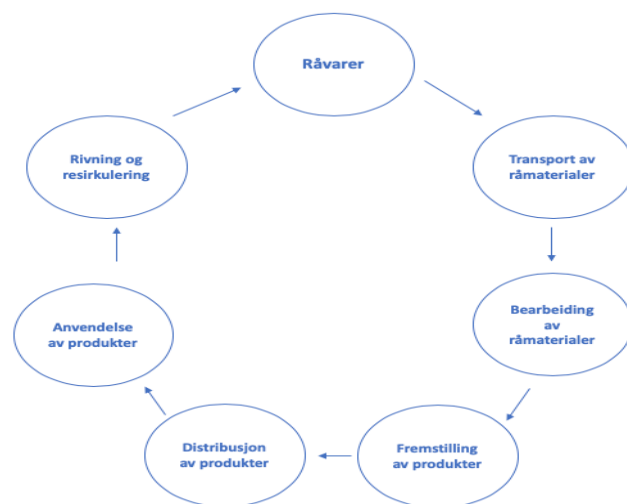 Råvarer
Transport av
råmaterialer
Bearbeiding
av
råmaterialer
Fremstilling
av produkter
Distribusjon
av produkter
Anvendelse
av produkter
Rivning og
resirkulering